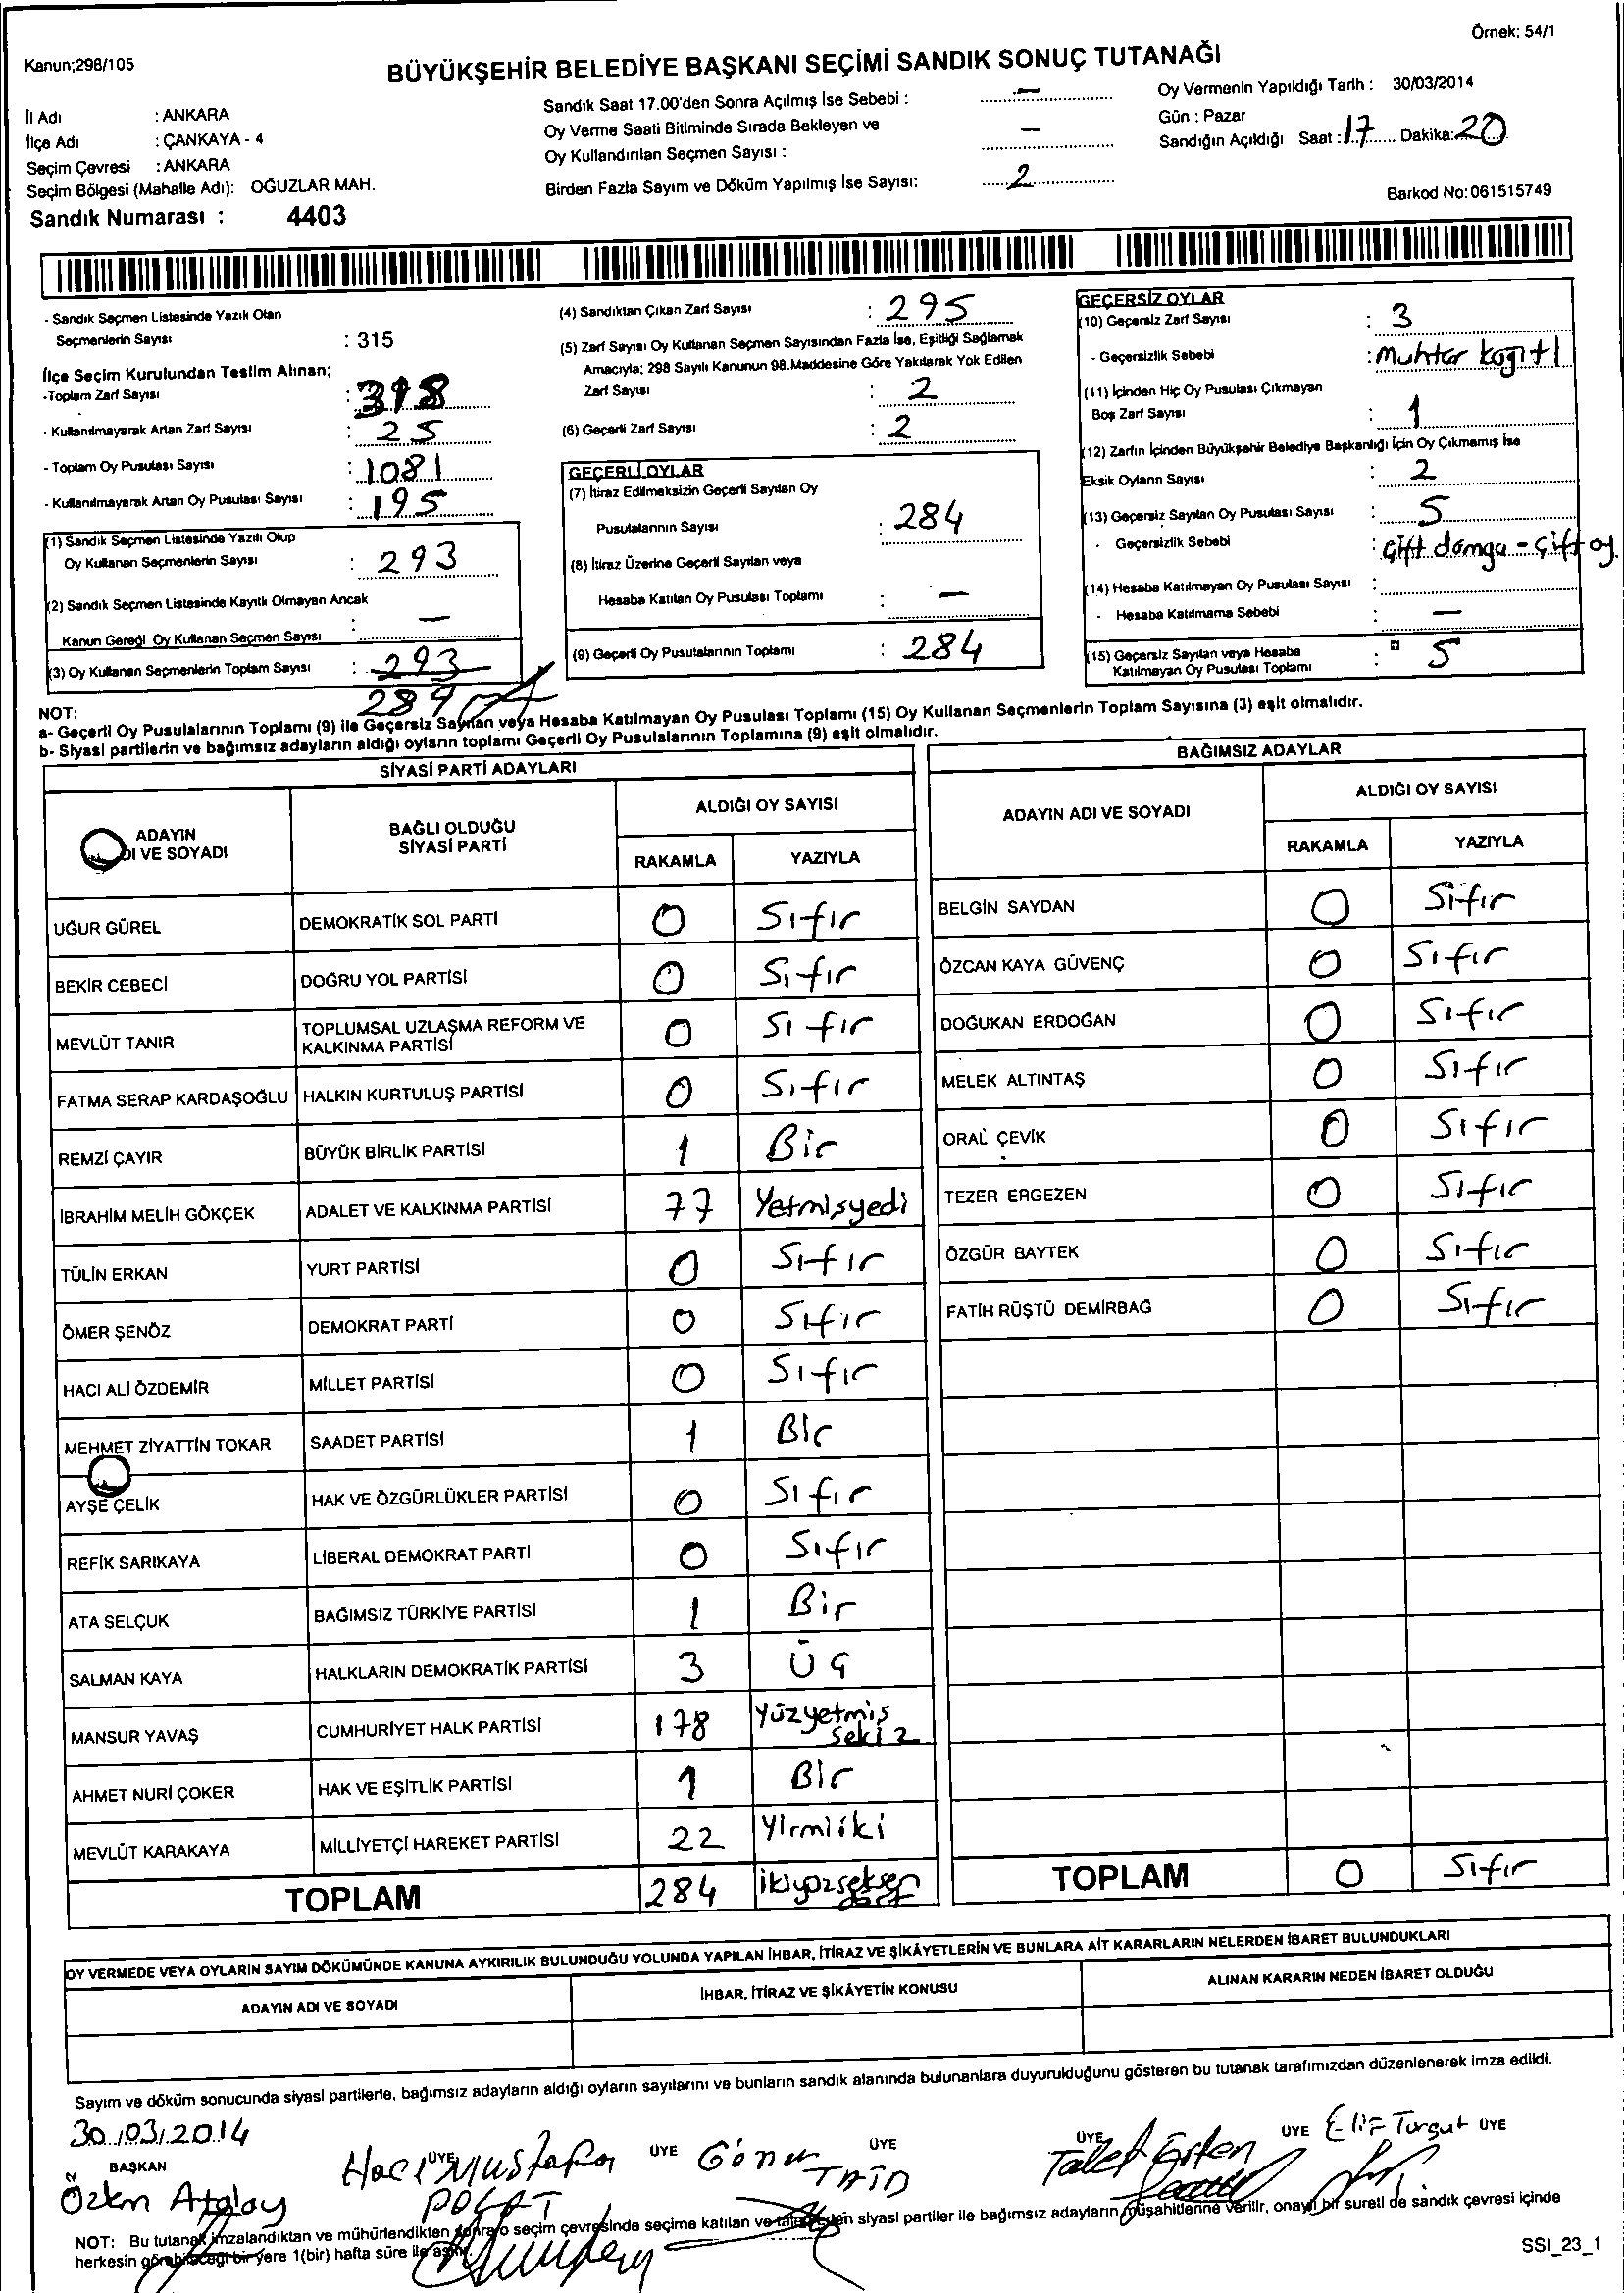 Örnek: 54/1
Kanun;298/105
BÜYÜKŞEHİR BELEDİYE BAŞKANI SEÇİMİ SANDIK SONUÇ TUTANAĞI
İl Adı : ANKARA
İlçe Adı : ÇANKAYA - 4
Seçim Çevresi : ANKARA
Seçim Bölgesi (Mahalle Adı): OĞUZLAR MAH.
Sandık Numarası : 4403
Sandık Saat 17.00'den Sonra Açılmış İse Sebebi : –
Oy Verme Saati Bitiminde Sırada Bekleyen ve
Oy Kullandırılan Seçmen Sayısı : –
Birden Fazla Sayım ve Döküm Yapılmış İse Sayısı: 2
Oy Vermenin Yapıldığı Tarih : 30/03/2014
Gün : Pazar
Sandığın Açıldığı Saat : 17 Dakika: 20
Barkod No: 061515749
- Sandık Seçmen Listesinde Yazılı Olan
Seçmenlerin Sayısı : 315
İlçe Seçim Kurulundan Teslim Alınan;
-Toplam Zarf Sayısı : 318
- Kullanılmayarak Artan Zarf Sayısı : 25
- Toplam Oy Pusulası Sayısı : 1081
- Kullanılmayarak Artan Oy Pusulası Sayısı : 195
(1) Sandık Seçmen Listesinde Yazılı Olup
Oy Kullanan Seçmenlerin Sayısı : 293
(2) Sandık Seçmen Listesinde Kayıtlı Olmayan Ancak
Kanun Gereği Oy Kullanan Seçmen Sayısı : –
(3) Oy Kullanan Seçmenlerin Toplam Sayısı : 293
289
(4) Sandıktan Çıkan Zarf Sayısı : 295
(5) Zarf Sayısı Oy Kullanan Seçmen Sayısından Fazla İse, Eşitliği Sağlamak
Amacıyla; 298 Sayılı Kanunun 98.Maddesine Göre Yakılarak Yok Edilen
Zarf Sayısı : 2
(6) Geçerli Zarf Sayısı : 2
GEÇERLİ OYLAR
(7) İtiraz Edilmeksizin Geçerli Sayılan Oy
Pusulalarının Sayısı : 284
(8) İtiraz Üzerine Geçerli Sayılan veya
Hesaba Katılan Oy Pusulası Toplamı : –
(9) Geçerli Oy Pusulalarının Toplamı : 284
GEÇERSİZ OYLAR
(10) Geçersiz Zarf Sayısı : 3
- Geçersizlik Sebebi : Muhtar kağıtı
(11) İçinden Hiç Oy Pusulası Çıkmayan
Boş Zarf Sayısı : 1
(12) Zarfın İçinden Büyükşehir Belediye Başkanlığı İçin Oy Çıkmamış İse
Eksik Oyların Sayısı : 2
(13) Geçersiz Sayılan Oy Pusulası Sayısı : 5
- Geçersizlik Sebebi : çift damga - çift oy
(14) Hesaba Katılmayan Oy Pusulası Sayısı :
- Hesaba Katılmama Sebebi : –
(15) Geçersiz Sayılan veya Hesaba
Katılmayan Oy Pusulası Toplamı : 5
NOT:
a- Geçerli Oy Pusulalarının Toplamı (9) ile Geçersiz Sayılan veya Hesaba Katılmayan Oy Pusulası Toplamı (15) Oy Kullanan Seçmenlerin Toplam Sayısına (3) eşit olmalıdır.
b- Siyasi partilerin ve bağımsız adayların aldığı oyların toplamı Geçerli Oy Pusulalarının Toplamına (9) eşit olmalıdır.
SİYASİ PARTİ ADAYLARI
ADAYIN
DI VE SOYADI
BAĞLI OLDUĞU
SİYASİ PARTİ
ALDIĞI OY SAYISI
RAKAMLA YAZIYLA
UĞUR GÜREL DEMOKRATİK SOL PARTİ 0 Sıfır
BEKİR CEBECİ DOĞRU YOL PARTİSİ 0 Sıfır
MEVLÜT TANIR TOPLUMSAL UZLAŞMA REFORM VE
KALKINMA PARTİSİ 0 Sıfır
FATMA SERAP KARDAŞOĞLU HALKIN KURTULUŞ PARTİSİ 0 Sıfır
REMZİ ÇAYIR BÜYÜK BİRLİK PARTİSİ 1 Bir
İBRAHİM MELİH GÖKÇEK ADALET VE KALKINMA PARTİSİ 77 Yetmişyedi
TÜLİN ERKAN YURT PARTİSİ 0 Sıfır
ÖMER ŞENÖZ DEMOKRAT PARTİ 0 Sıfır
HACI ALİ ÖZDEMİR MİLLET PARTİSİ 0 Sıfır
MEHMET ZİYATTİN TOKAR SAADET PARTİSİ 1 Bir
AYŞE ÇELİK HAK VE ÖZGÜRLÜKLER PARTİSİ 0 Sıfır
REFİK SARIKAYA LİBERAL DEMOKRAT PARTİ 0 Sıfır
ATA SELÇUK BAĞIMSIZ TÜRKİYE PARTİSİ 1 Bir
SALMAN KAYA HALKLARIN DEMOKRATİK PARTİSİ 3 Üç
MANSUR YAVAŞ CUMHURİYET HALK PARTİSİ 178 Yüzyetmiş
sekiz
AHMET NURİ ÇOKER HAK VE EŞİTLİK PARTİSİ 1 Bir
MEVLÜT KARAKAYA MİLLİYETÇİ HAREKET PARTİSİ 22 Yirmiiki
TOPLAM 284 ikiyüzseksen
dört
BAĞIMSIZ ADAYLAR
ADAYIN ADI VE SOYADI
ALDIĞI OY SAYISI
RAKAMLA YAZIYLA
BELGİN SAYDAN 0 Sıfır
ÖZCAN KAYA GÜVENÇ 0 Sıfır
DOĞUKAN ERDOĞAN 0 Sıfır
MELEK ALTINTAŞ 0 Sıfır
ORAL ÇEVİK 0 Sıfır
TEZER ERGEZEN 0 Sıfır
ÖZGÜR BAYTEK 0 Sıfır
FATİH RÜŞTÜ DEMİRBAĞ 0 Sıfır
TOPLAM 0 Sıfır
OY VERMEDE VEYA OYLARIN SAYIM DÖKÜMÜNDE KANUNA AYKIRILIK BULUNDUĞU YOLUNDA YAPILAN İHBAR, İTİRAZ VE ŞİKÂYETLERİN VE BUNLARA AİT KARARLARIN NELERDEN İBARET BULUNDUKLARI
ADAYIN ADI VE SOYADI
İHBAR, İTİRAZ VE ŞİKÂYETİN KONUSU
ALINAN KARARIN NEDEN İBARET OLDUĞU
Sayım ve döküm sonucunda siyasi partilerle, bağımsız adayların aldığı oyların sayılarını ve bunların sandık alanında bulunanlara duyurulduğunu gösteren bu tutanak tarafımızdan düzenlenerek imza edildi.
30/03/2014
BAŞKAN ÜYE ÜYE ÜYE ÜYE ÜYE ÜYE
Hacı Mustafa
POLAT
Talet Erten
Elif Turgut
NOT: Bu tutanak imzalandıktan ve mühürlendikten sonra o seçim çevresinde seçime katılan ve siyasi partiler ile bağımsız adayların müşahitlerine verilir, onaylı bir sureti de sandık çevresi içinde
herkesin görebileceği bir yere 1(bir) hafta süre ile asılır.
SSI_23_1